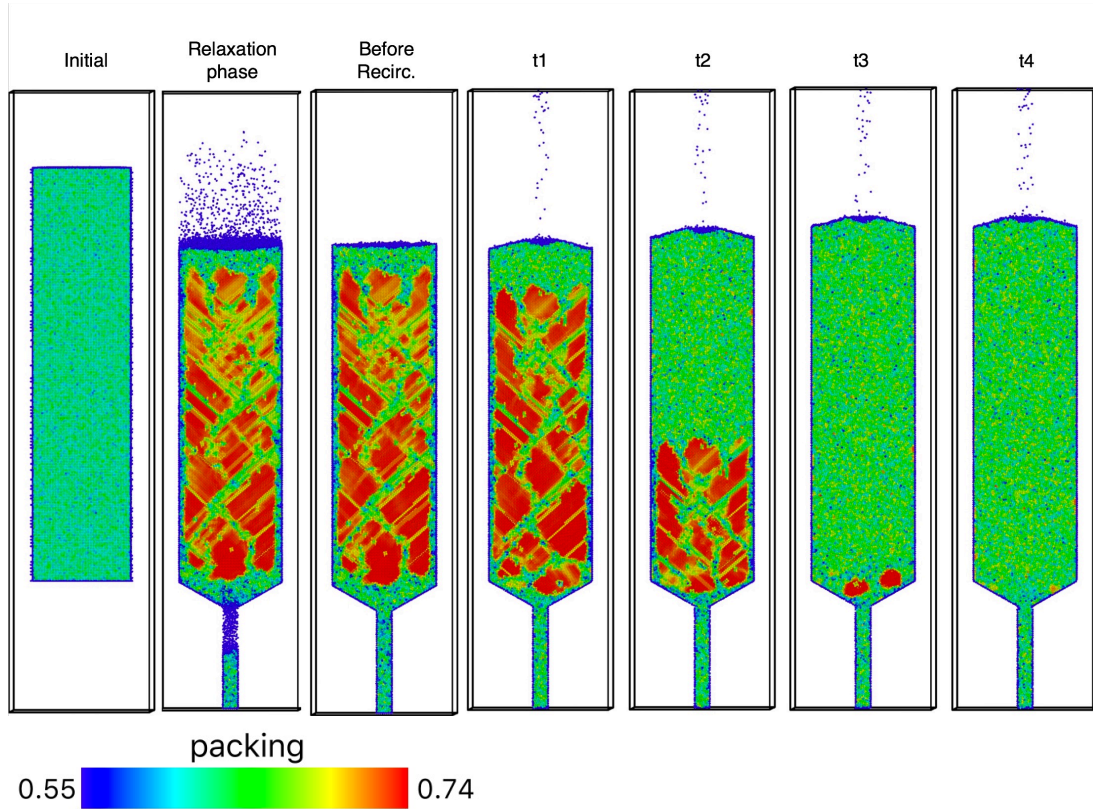 Initial
Relaxation
phase
Before
Recirc.
t1
t2
t3
t4
packing
0.55
0.74